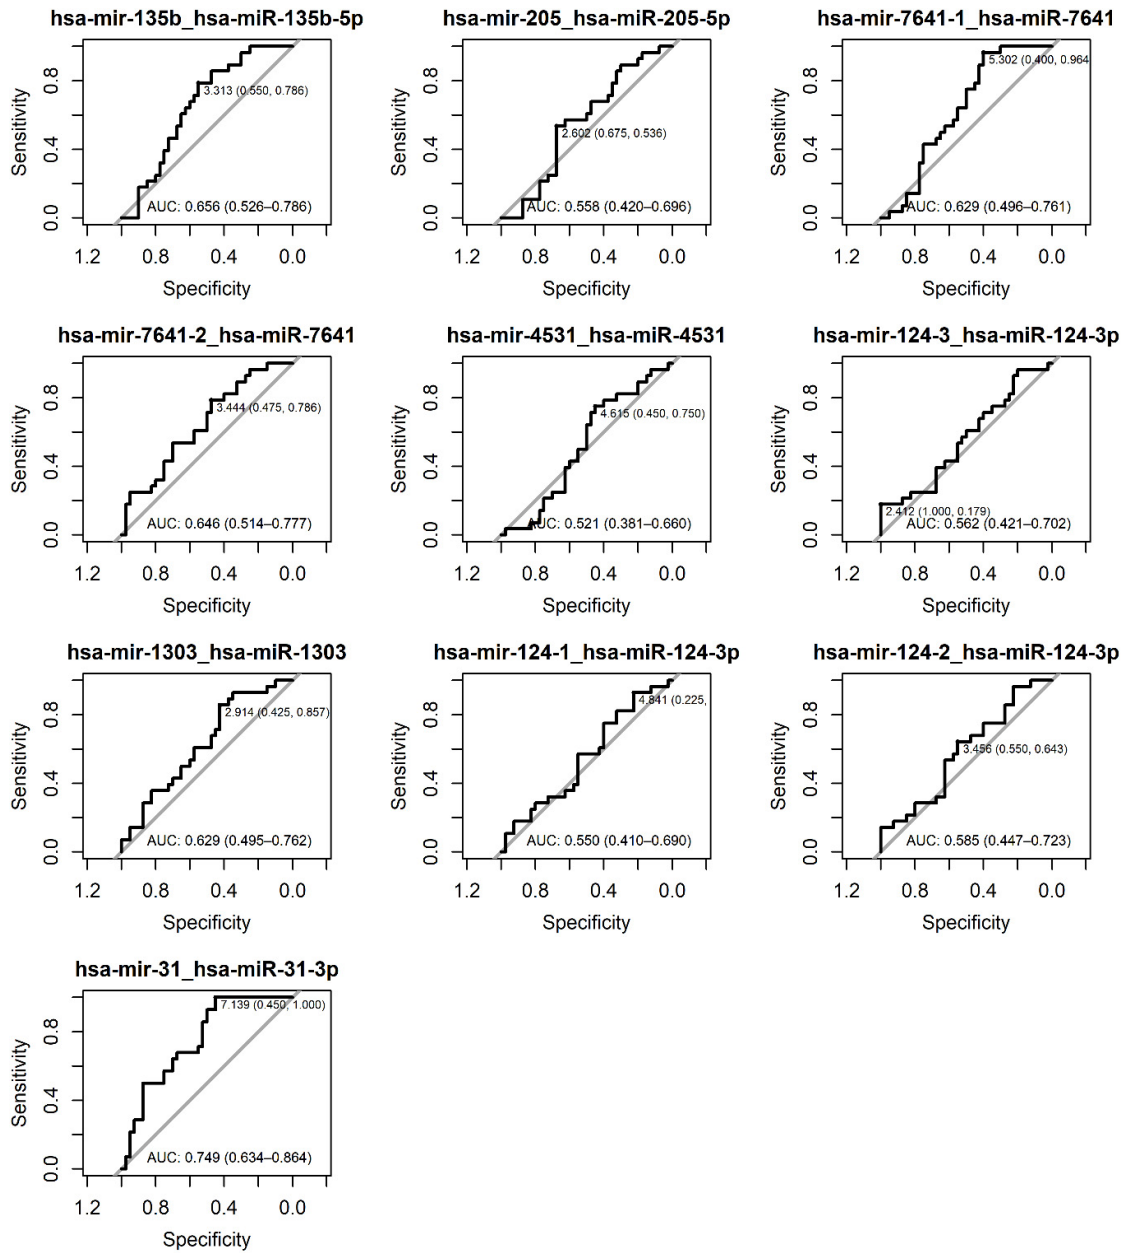 hsa-mir-135b_hsa-miR-135b-5p
Sensitivity
0.0 0.4 0.8
3.313 (0.550, 0.786)
AUC: 0.656 (0.526–0.786)
1.2 0.8 0.4 0.0
Specificity
hsa-mir-205_hsa-miR-205-5p
Sensitivity
0.0 0.4 0.8
2.602 (0.675, 0.536)
AUC: 0.558 (0.420–0.696)
1.2 0.8 0.4 0.0
Specificity
hsa-mir-7641-1_hsa-miR-7641
Sensitivity
0.0 0.4 0.8
5.302 (0.400, 0.964
AUC: 0.629 (0.496–0.761)
1.2 0.8 0.4 0.0
Specificity
hsa-mir-7641-2_hsa-miR-7641
Sensitivity
0.0 0.4 0.8
3.444 (0.475, 0.786)
AUC: 0.646 (0.514–0.777)
1.2 0.8 0.4 0.0
Specificity
hsa-mir-4531_hsa-miR-4531
Sensitivity
0.0 0.4 0.8
4.615 (0.450, 0.750)
AUC: 0.521 (0.381–0.660)
1.2 0.8 0.4 0.0
Specificity
hsa-mir-124-3_hsa-miR-124-3p
Sensitivity
0.0 0.4 0.8
2.412 (1.000, 0.179)
AUC: 0.562 (0.421–0.702)
1.2 0.8 0.4 0.0
Specificity
hsa-mir-1303_hsa-miR-1303
Sensitivity
0.0 0.4 0.8
2.914 (0.425, 0.857)
AUC: 0.629 (0.495–0.762)
1.2 0.8 0.4 0.0
Specificity
hsa-mir-124-1_hsa-miR-124-3p
Sensitivity
0.0 0.4 0.8
4.841 (0.225,
AUC: 0.550 (0.410–0.690)
1.2 0.8 0.4 0.0
Specificity
hsa-mir-124-2_hsa-miR-124-3p
Sensitivity
0.0 0.4 0.8
3.456 (0.550, 0.643)
AUC: 0.585 (0.447–0.723)
1.2 0.8 0.4 0.0
Specificity
hsa-mir-31_hsa-miR-31-3p
Sensitivity
0.0 0.4 0.8
7.139 (0.450, 1.000)
AUC: 0.749 (0.634–0.864)
1.2 0.8 0.4 0.0
Specificity